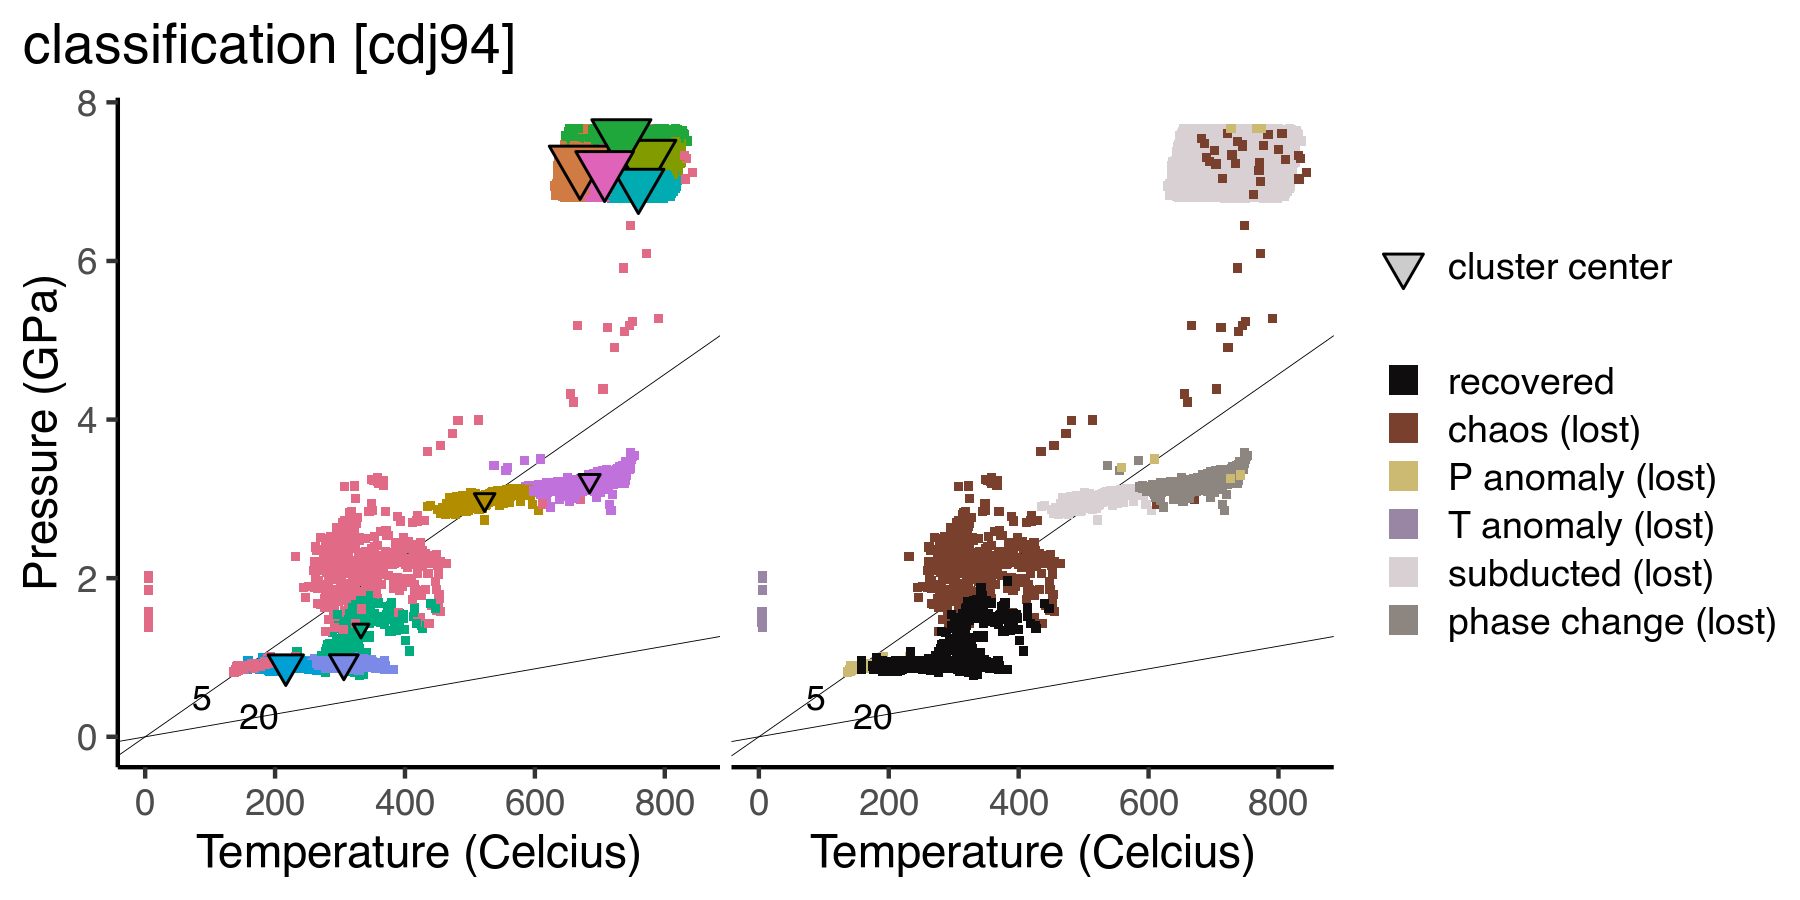 classification [cdj94]
8
6
4
2
0
Pressure (GPa)
5
20
0 200 400 600 800
Temperature (Celcius)
5
20
0 200 400 600 800
Temperature (Celcius)
cluster center
recovered
chaos (lost)
P anomaly (lost)
T anomaly (lost)
subducted (lost)
phase change (lost)